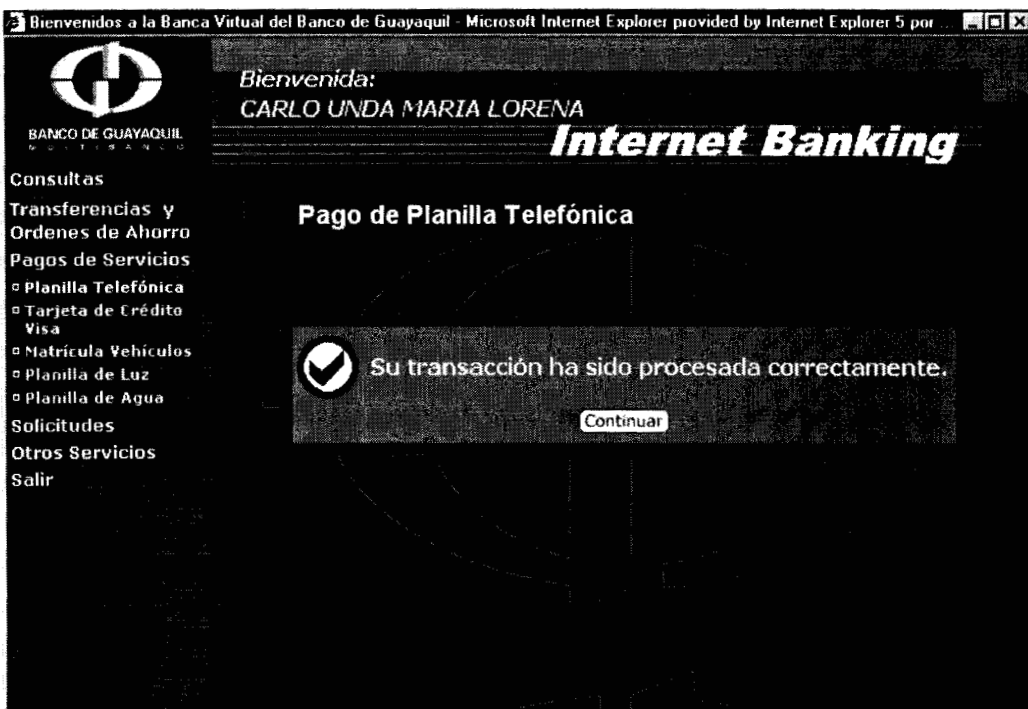 Bienvenidos a la Banca Virtual del Banco de Guayaquil - Microsoft Internet Explorer provided by Internet Explorer 5 por ...
BANCO DE GUAYAQUIL
M U L T I B A N C O
Bienvenida:
CARLO UNDA MARIA LORENA
Internet Banking
Consultas
Transferencias y
Ordenes de Ahorro
Pagos de Servicios
Planilla Telefónica
Tarjeta de Crédito
Visa
Matrícula Vehículos
Planilla de Luz
Planilla de Agua
Solicitudes
Otros Servicios
Salir
Pago de Planilla Telefónica
Su transacción ha sido procesada correctamente.
Continuar